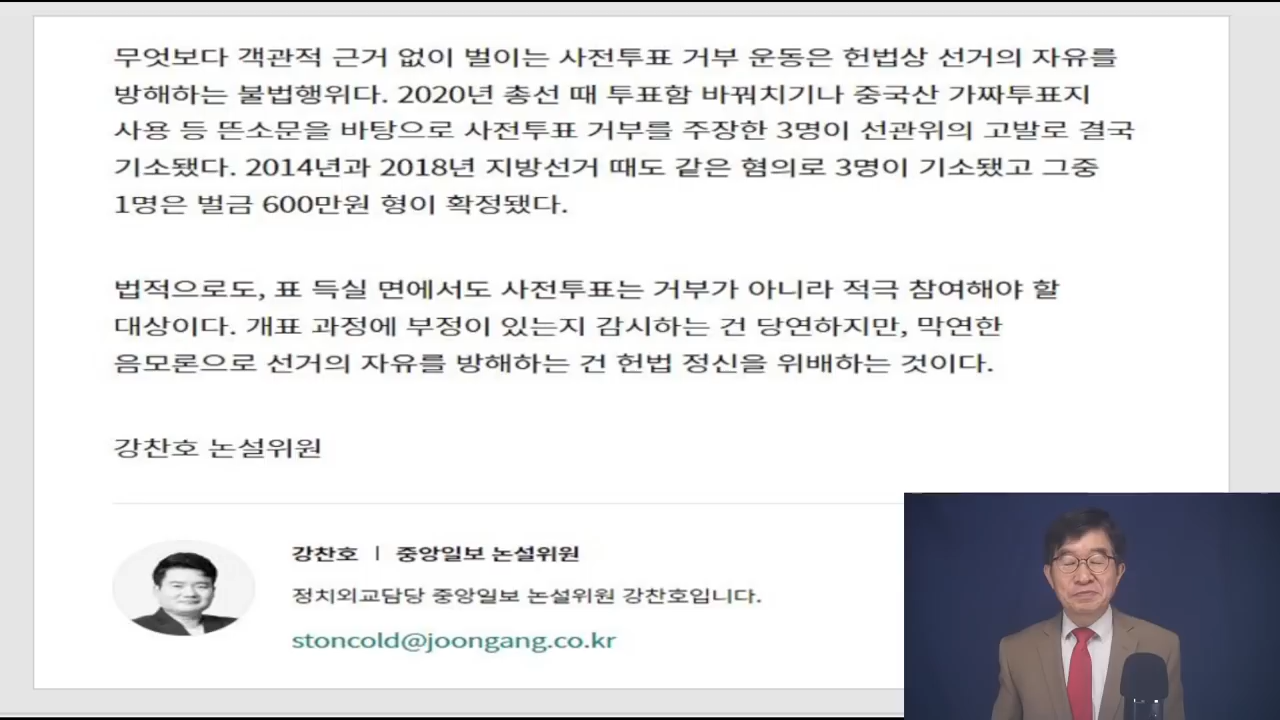 무엇보다 객관적 근거 없이 벌이는 사전투표 거부 운동은 헌법상 선거의 자유를
방해하는 불법행위다. 2020년 총선 때 투표함 바꿔치기나 중국산 가짜투표지
사용 등 뜬소문을 바탕으로 사전투표 거부를 주장한 3명이 선관위의 고발로 결국
기소됐다. 2014년과 2018년 지방선거 때도 같은 혐의로 3명이 기소됐고 그중
1명은 벌금 600만원 형이 확정됐다.
법적으로도, 표 득실 면에서도 사전투표는 거부가 아니라 적극 참여해야 할
대상이다. 개표 과정에 부정이 있는지 감시하는 건 당연하지만, 막연한
음모론으로 선거의 자유를 방해하는 건 헌법 정신을 위배하는 것이다.
강찬호 논설위원
강찬호 | 중앙일보 논설위원
정치외교담당 중앙일보 논설위원 강찬호입니다.
stoncold@joongang.co.kr